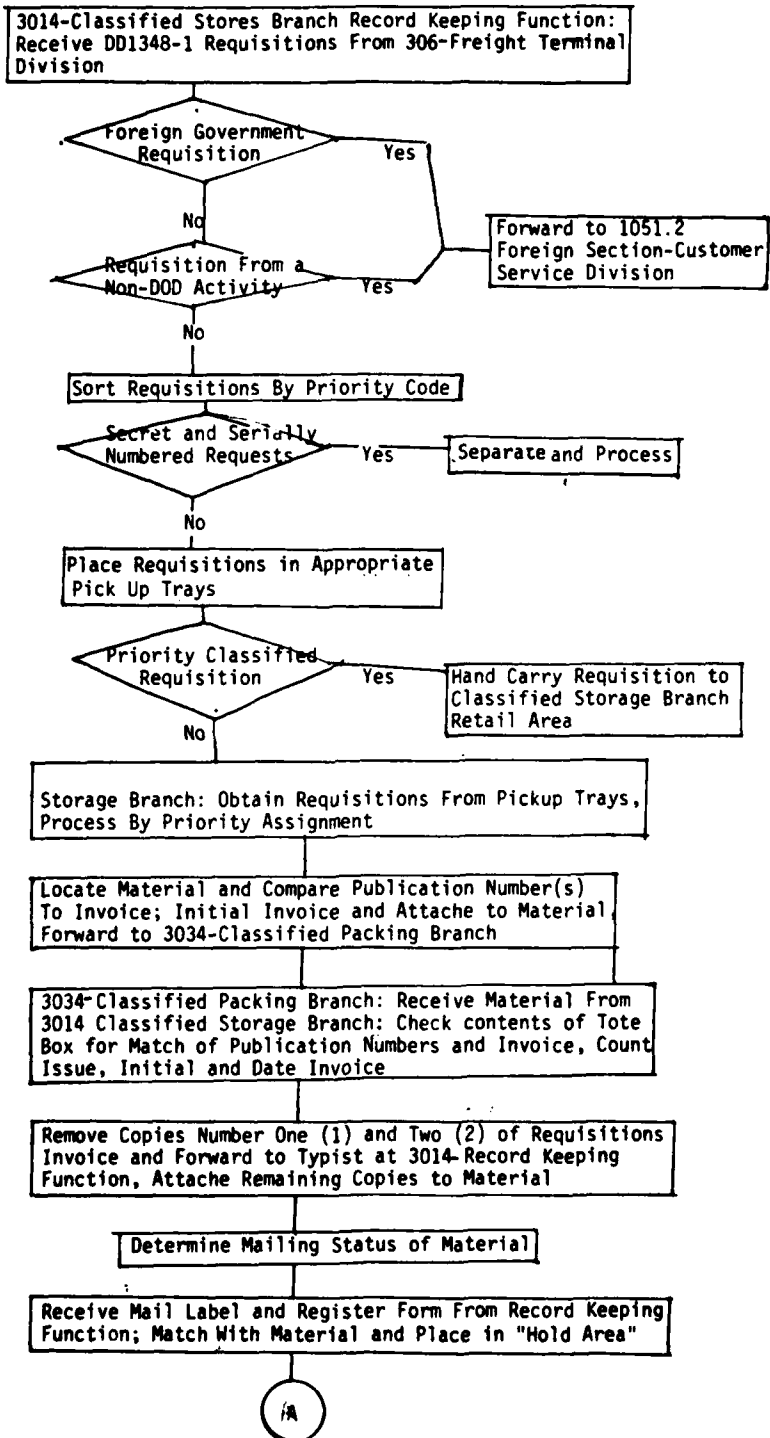 3014-Classified Stores Branch Record Keeping Function:
Receive DD1348-1 Requisitions From 306-Freight Terminal
Division
Foreign Government
Requisition
Yes
No
Forward to 1051.2
Foreign Section-Customer
Service Division
Requisition From a
Non-DOD Activity
Yes
No
Sort Requisitions By Priority Code
Secret and Serially
Numbered Requests
Yes
Separate and Process
No
Place Requisitions in Appropriate
Pick Up Trays
Priority Classified
Requisition
Yes
Hand Carry Requisition to
Classified Storage Branch
Retail Area
No
Storage Branch: Obtain Requisitions From Pickup Trays,
Process By Priority Assignment
Locate Material and Compare Publication Number(s)
To Invoice; Initial Invoice and Attache to Material
Forward to 3034-Classified Packing Branch
3034-Classified Packing Branch: Receive Material From
3014 Classified Storage Branch: Check contents of Tote
Box for Match of Publication Numbers and Invoice, Count
Issue, Initial and Date Invoice
Remove Copies Number One (1) and Two (2) of Requisitions
Invoice and Forward to Typist at 3014-Record Keeping
Function, Attache Remaining Copies to Material
Determine Mailing Status of Material
Receive Mail Label and Register Form From Record Keeping
Function; Match With Material and Place in "Hold Area"
A